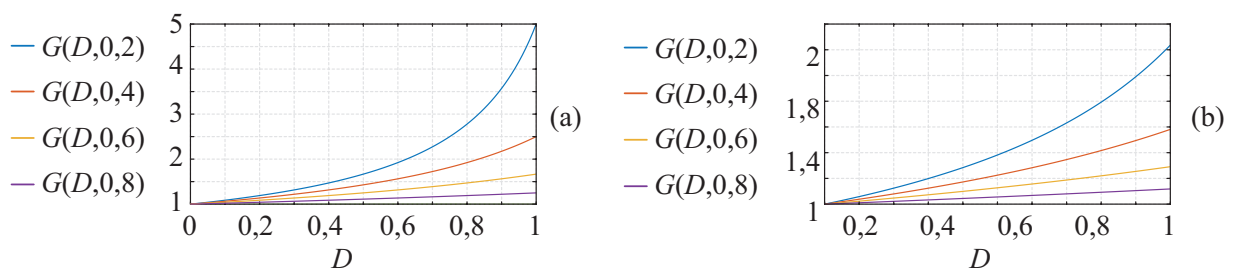 5
G(D,0,2)
4
G(D,0,4)
3
G(D,0,6)
2
G(D,0,8)
1
0 0,2 0,4 0,6 0,8 1
D
(a)
G(D,0,2)
2
G(D,0,4)
1,8
G(D,0,6)
1,4
G(D,0,8)
1
0,2 0,4 0,6 0,8 1
D
(b)